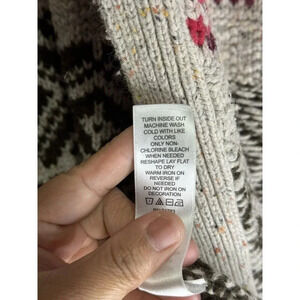 TURN INSIDE OUT
MACHINE WASH
COLD WITH LIKE
COLORS
ONLY NON-
CHLORINE BLEACH
WHEN NEEDED
RESHAPE LAY FLAT
TO DRY
WARM IRON ON
REVERSE IF
NEEDED
DO NOT IRON ON
DECORATION